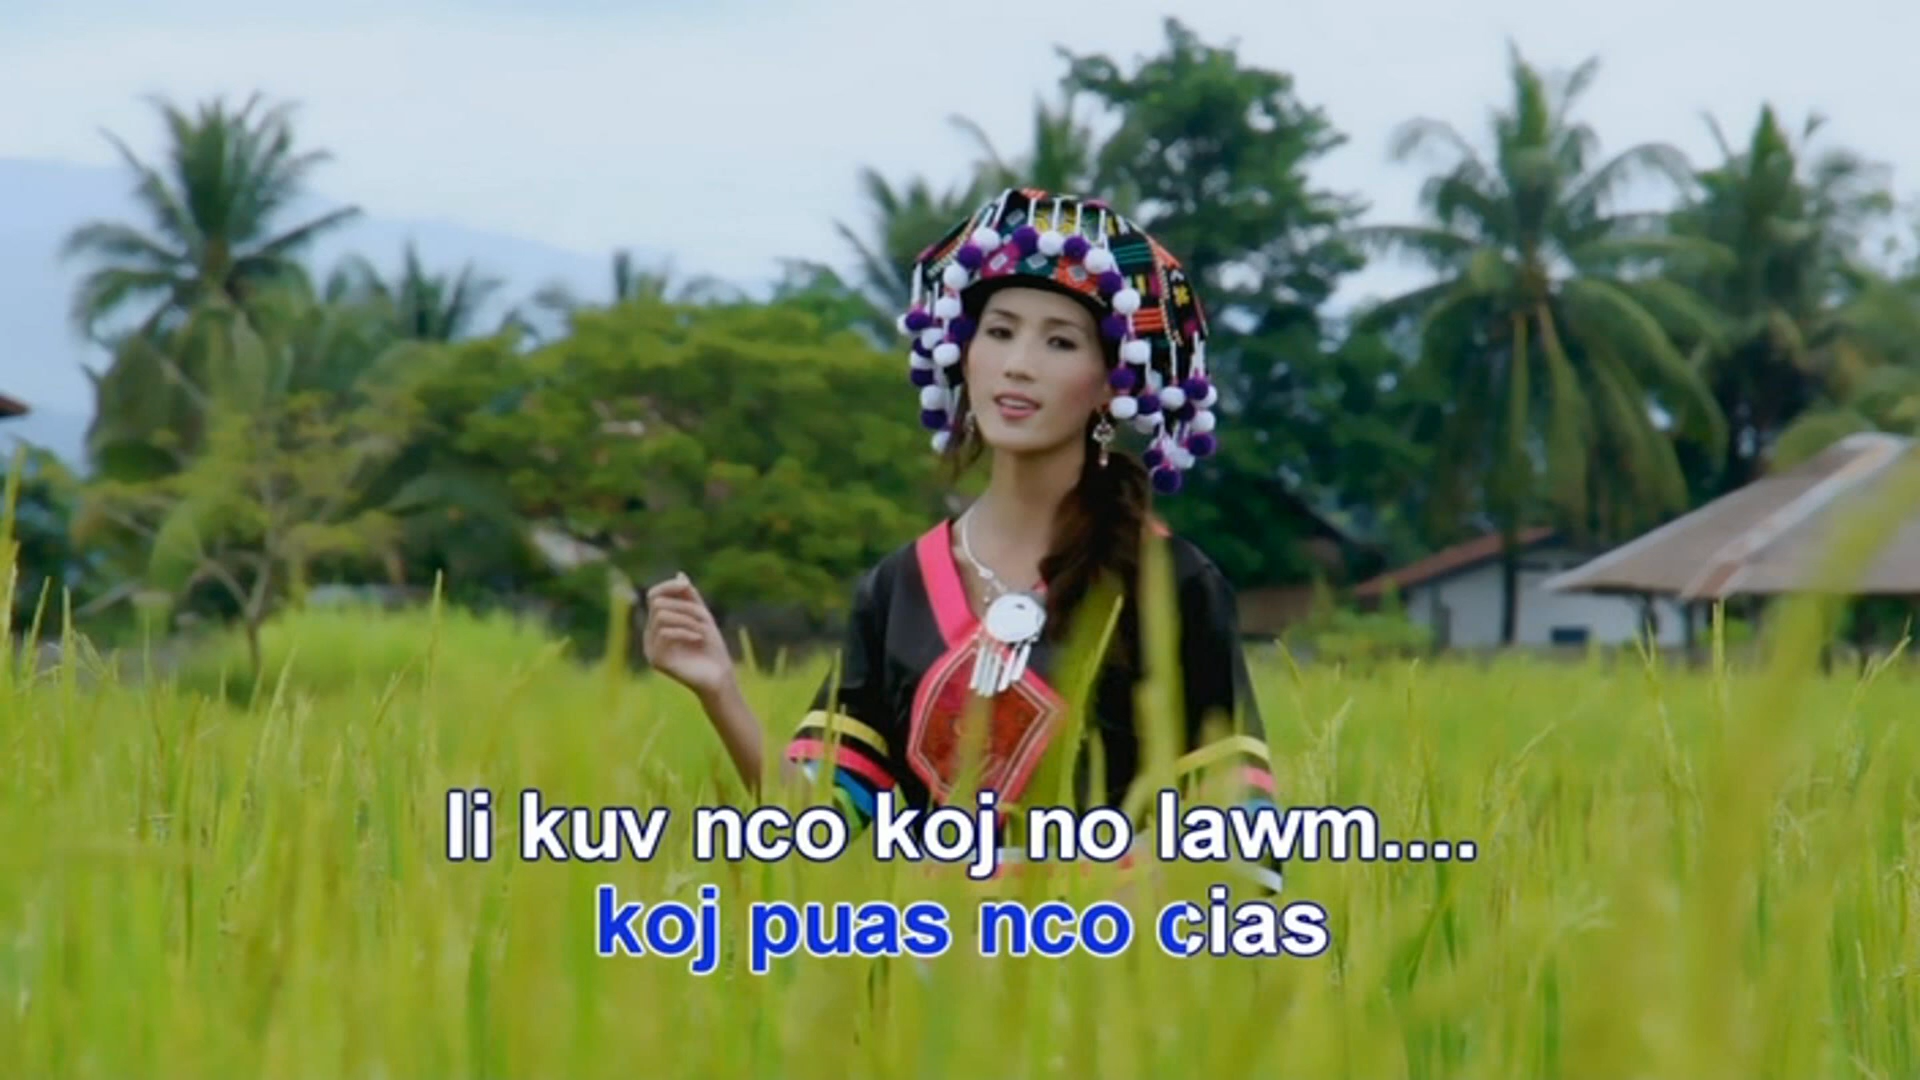 li kuv nco koj no lawm....
koj puas nco cias